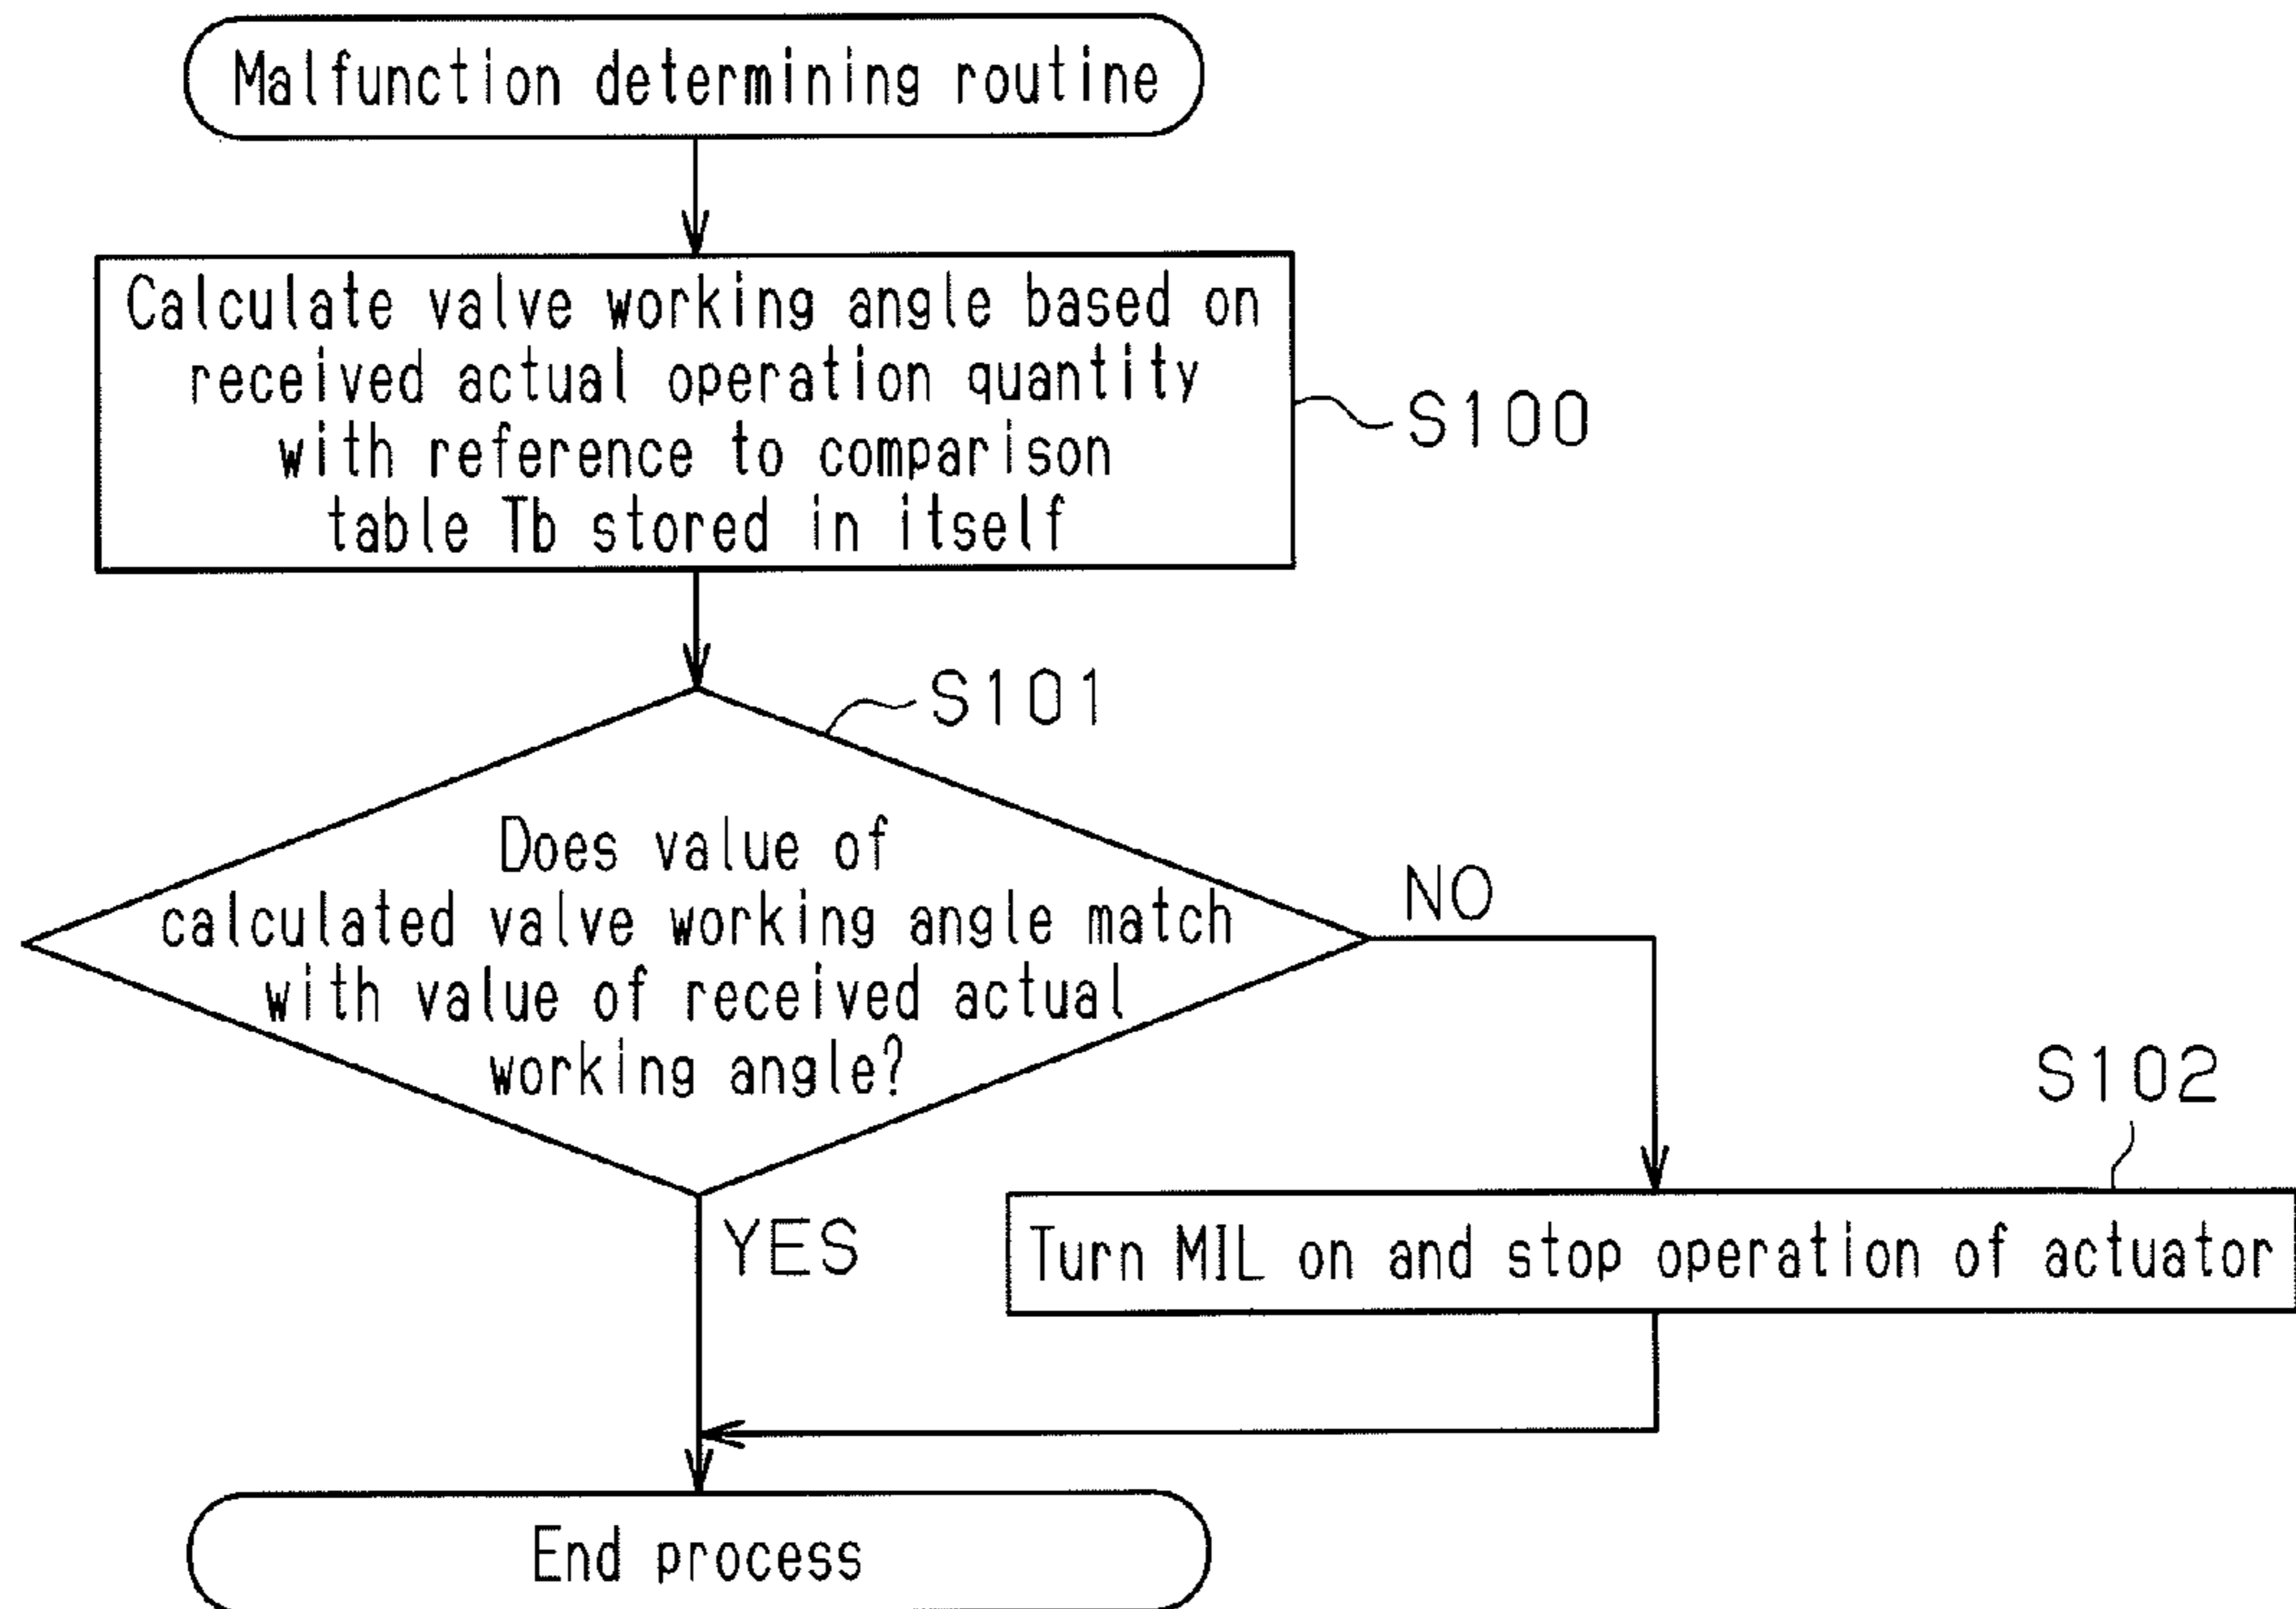 Malfunction determining routine
Calculate valve working angle based on
received actual operation quantity
with reference to comparison
table Tb stored in itself
S100
S101
Does value of
calculated valve working angle match
with value of received actual
working angle?
NO
S102
YES
Turn MIL on and stop operation of actuator
End process